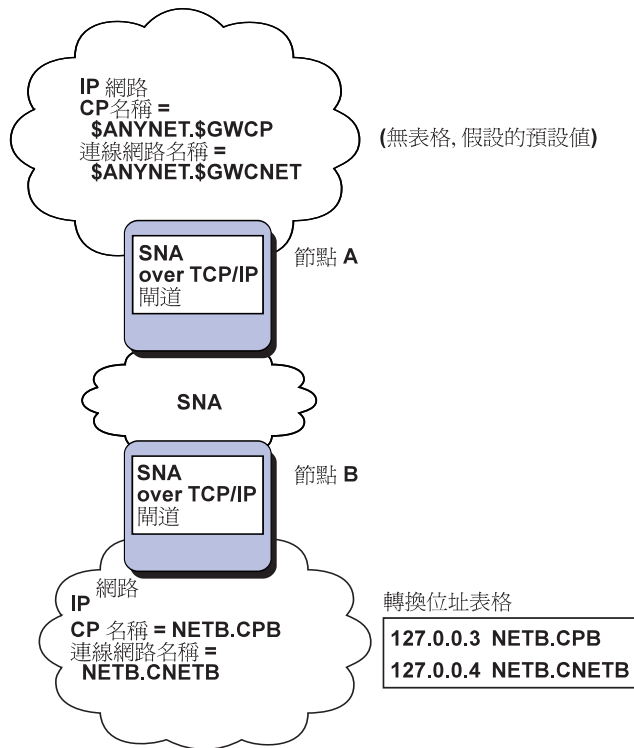 IP 網路
CP 名稱 =
$ANYNET.$GWCP
連線網路名稱 =
$ANYNET.$GWCNET
(無表格, 假設的預設值)
SNA
over TCP/IP
閘道
節點 A
SNA
SNA
over TCP/IP
閘道
節點 B
IP 網路
CP 名稱 = NETB.CPB
連線網路名稱 =
NETB.CNETB
轉換位址表格
127.0.0.3 NETB.CPB
127.0.0.4 NETB.CNETB